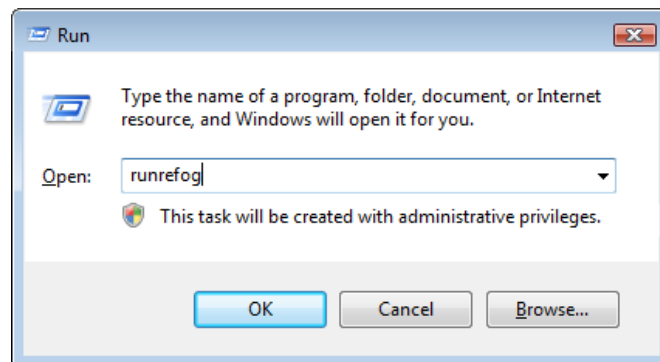 Run
Type the name of a program, folder, document, or Internet
resource, and Windows will open it for you.
Open:
runrefog
This task will be created with administrative privileges.
OK
Cancel
Browse...